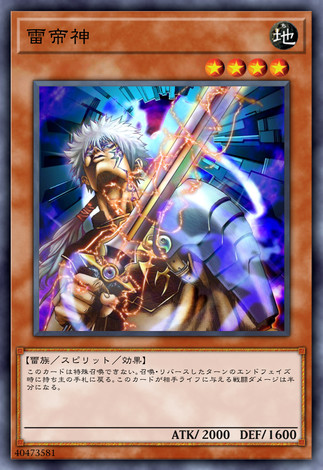 雷帝神
地
【雷族／スピリット／効果】
このカードは特殊召喚できない。召喚・リバースしたターンのエンドフェイズ
時に持ち主の手札に戻る。このカードが相手ライフに与える戦闘ダメージは半
分になる。
ATK/ 2000 DEF/1600
40473581